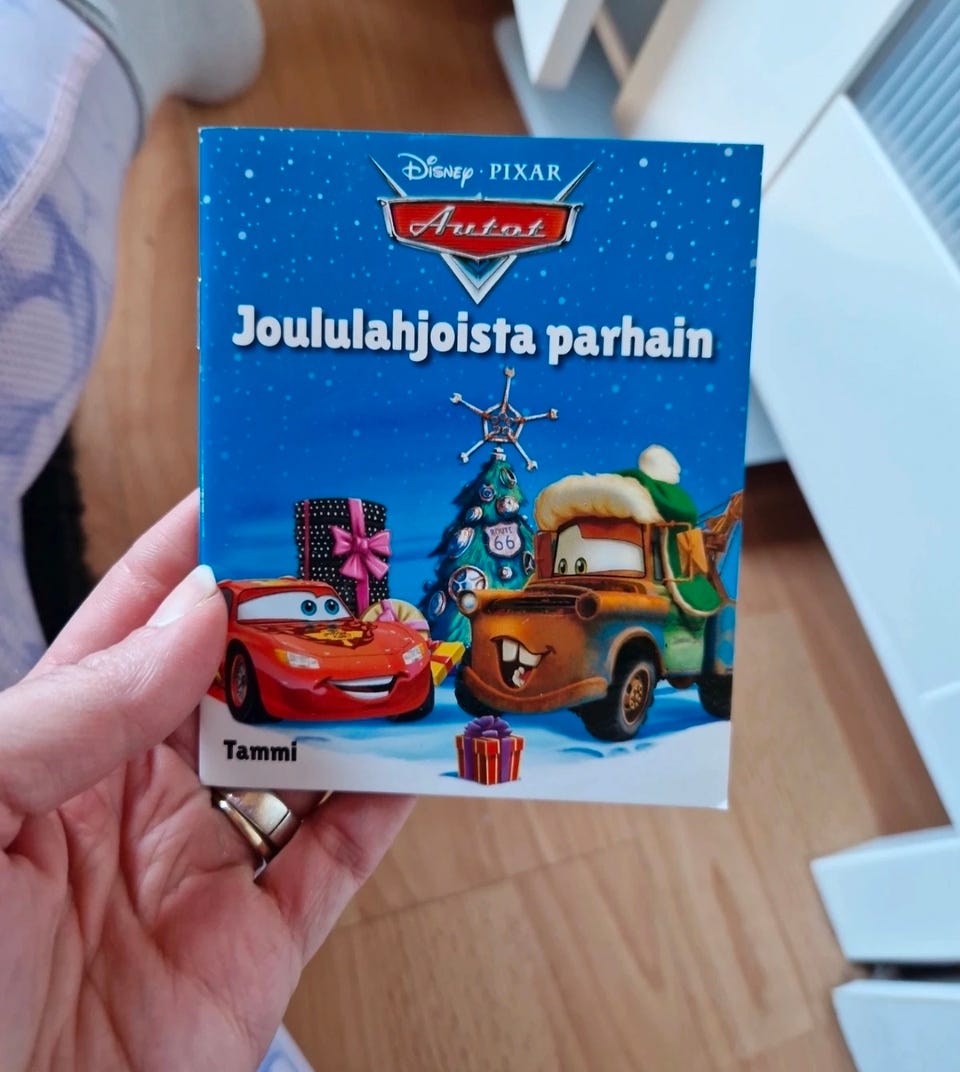 Disney · PIXAR
Autot
Joululahjoista parhain
ROUTE
66
Tammi